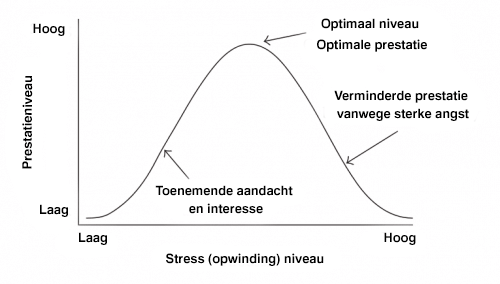 Hoog
Optimaal niveau
Optimale prestatie
Verminderde prestatie
vanwege sterke angst
Prestatieniveau
Toenemende aandacht
en interesse
Laag
Laag
Hoog
Stress (opwinding) niveau